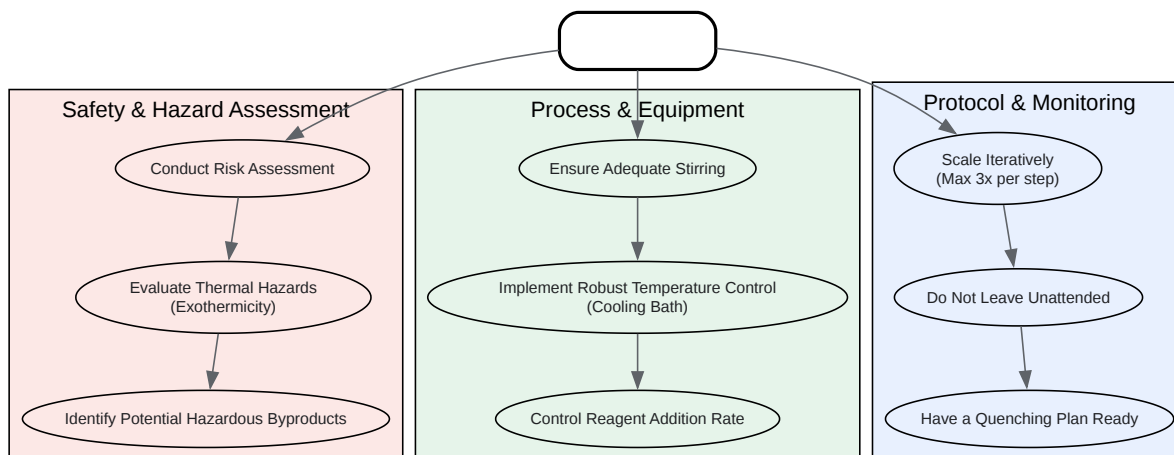 Safety & Hazard Assessment
Conduct Risk Assessment
Evaluate Thermal Hazards
(Exothermicity)
Identify Potential Hazardous Byproducts
Process & Equipment
Ensure Adequate Stirring
Implement Robust Temperature Control
(Cooling Bath)
Control Reagent Addition Rate
Protocol & Monitoring
Scale Iteratively
(Max 3x per step)
Do Not Leave Unattended
Have a Quenching Plan Ready